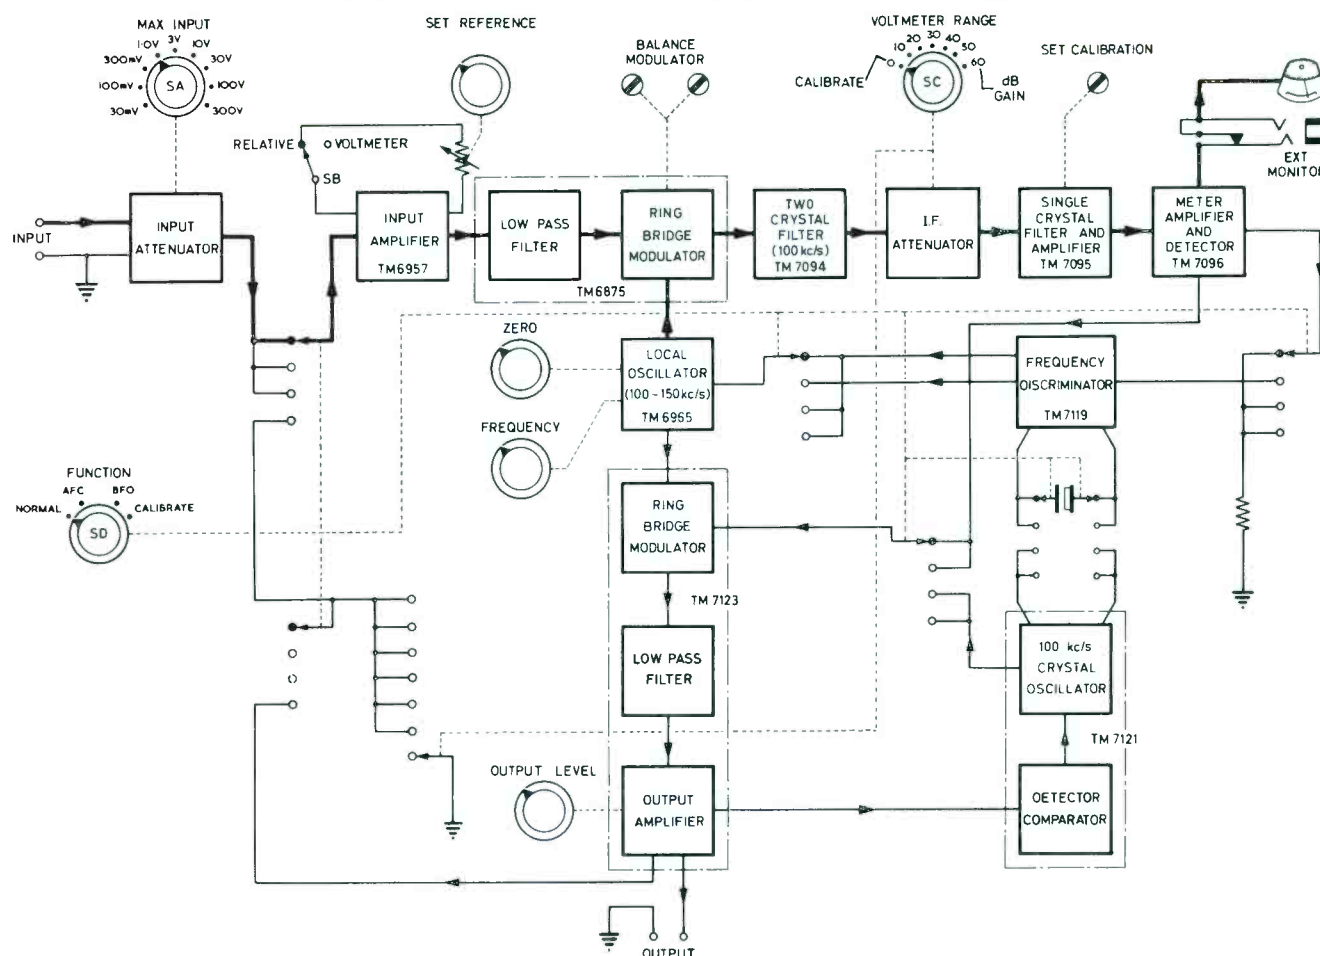 MAX INPUT
SET REFERENCE
VOLTMETER RANGE
30mV
100mV
300mV
1·0V
3V
10V
30V
100V
300V
SA
BALANCE
MODULATOR
CALIBRATE
10
20
30
40
50
60
dB
GAIN
SC
SET CALIBRATION
RELATIVE
VOLTMETER
SB
EXT
MONITOR
INPUT
INPUT
ATTENUATOR
INPUT
AMPLIFIER
TM6957
LOW PASS
FILTER
RING
BRIDGE
MODULATOR
TM6875
TWO
CRYSTAL
FILTER
(100kc/s)
TM 7094
I.F.
ATTENUATOR
SINGLE
CRYSTAL
FILTER AND
AMPLIFIER
TM 7095
METER
AMPLIFIER
AND
DETECTOR
TM 7096
ZERO
LOCAL
OSCILLATOR
(100-150kc/s)
TM 6965
FREQUENCY
DISCRIMINATOR
TM7119
FREQUENCY
FUNCTION
NORMAL
AFC
BFO
CALIBRATE
SD
RING
BRIDGE
MODULATOR
TM 7123
LOW PASS
FILTER
100 kc/s
CRYSTAL
OSCILLATOR
TM 7121
OUTPUT LEVEL
OUTPUT
AMPLIFIER
DETECTOR
COMPARATOR
OUTPUT